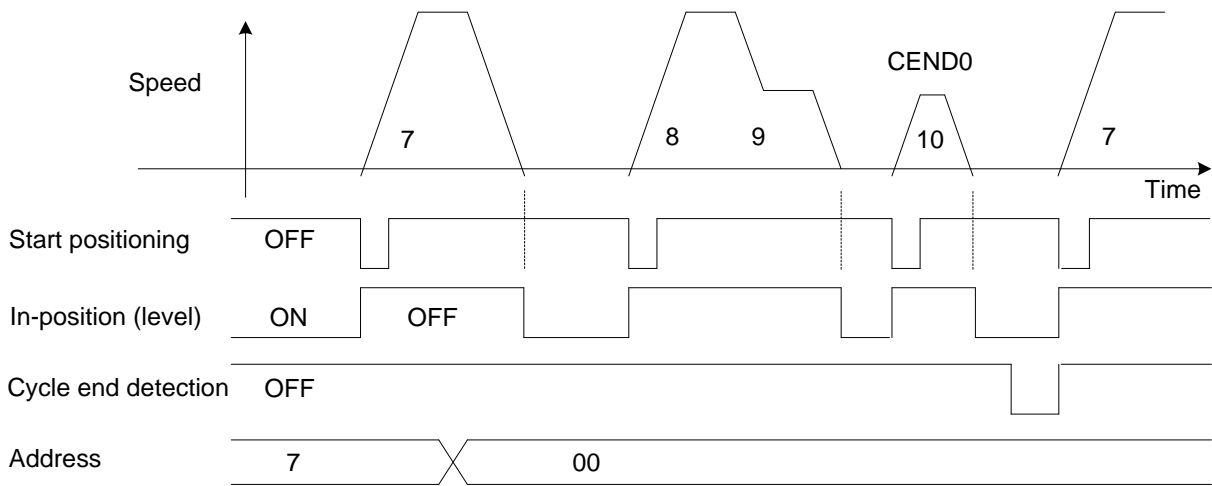 CEND0
Speed
7
8
9
10
7
Time
Start positioning OFF
In-position (level) ON OFF
Cycle end detection OFF
Address 7 00